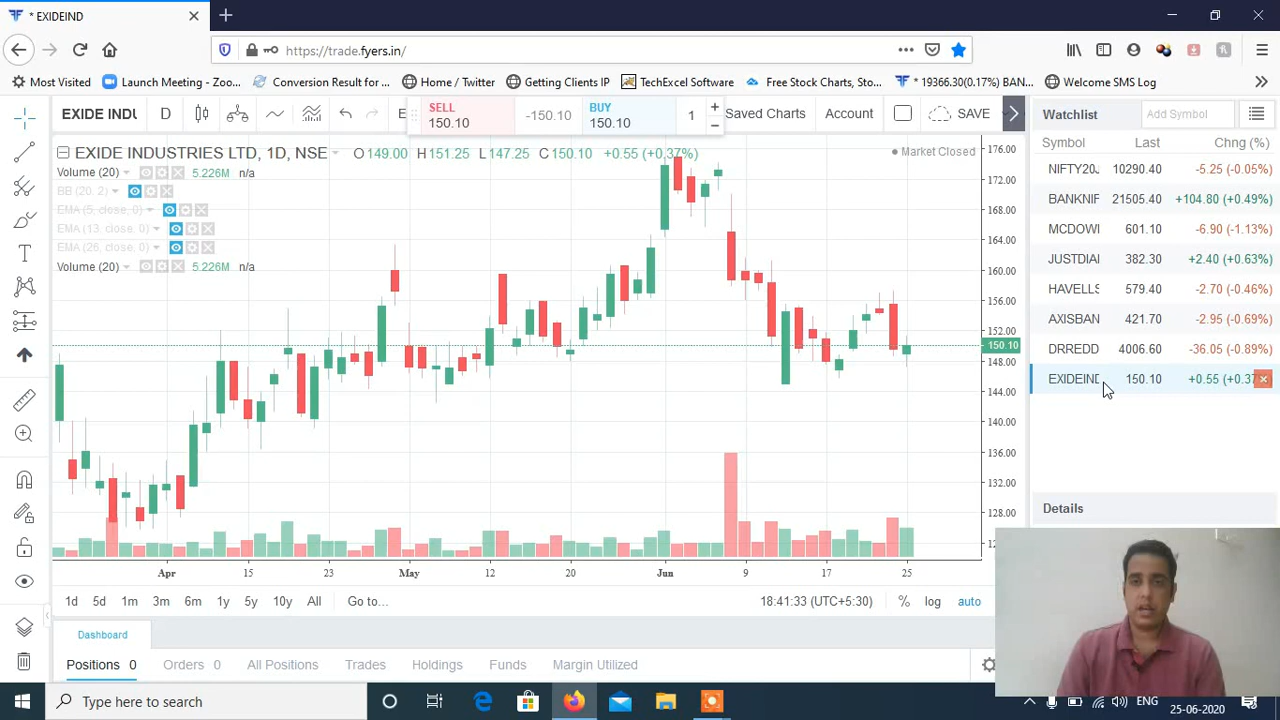 * EXIDEIND
https://trade.fyers.in/
Most Visited
Launch Meeting - Zoo...
Conversion Result for ...
Home / Twitter
Getting Clients IP
TechExcel Software
Free Stock Charts, Sto...
* 19366.30(0.17%) BAN...
Welcome SMS Log
EXIDE INDU
D
SELL
150.10
-150.10
BUY
150.10
1
Saved Charts
Account
SAVE
Watchlist
Add Symbol
EXIDE INDUSTRIES LTD, 1D, NSE
O 149.00 H 151.25 L 147.25 C 150.10 +0.55 (+0.37%)
Market Closed
Volume (20) 5.226M n/a
BB (20, 2)
EMA (5, close, 0)
EMA (13, close, 0)
EMA (26, close, 0)
Volume (20) 5.226M n/a
176.00
172.00
168.00
164.00
160.00
156.00
152.00
150.10
148.00
144.00
140.00
136.00
132.00
128.00
Apr 15 23 May 12 20 Jun 9 17 25
Symbol Last Chng (%)
NIFTY20J 10290.40 -5.25 (-0.05%)
BANKNIF 21505.40 +104.80 (+0.49%)
MCDOWI 601.10 -6.90 (-1.13%)
JUSTDIAI 382.30 +2.40 (+0.63%)
HAVELLS 579.40 -2.70 (-0.46%)
AXISBAN 421.70 -2.95 (-0.69%)
DRREDD 4006.60 -36.05 (-0.89%)
EXIDEIND 150.10 +0.55 (+0.37
Details
1d 5d 1m 3m 6m 1y 5y 10y All Go to...
18:41:33 (UTC+5:30) % log auto
Dashboard
Positions 0 Orders 0 All Positions Trades Holdings Funds Margin Utilized
Type here to search
ENG
25-06-2020